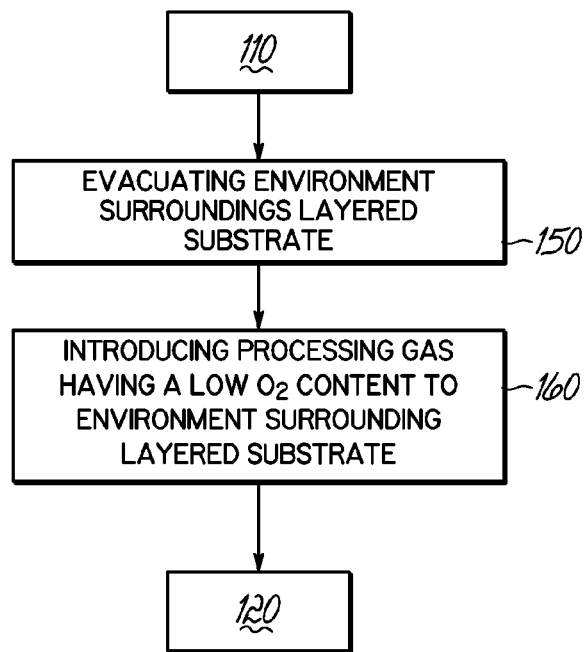 110
EVACUATING ENVIRONMENT
SURROUNDINGS LAYERED
SUBSTRATE
150
INTRODUCING PROCESSING GAS
HAVING A LOW O2 CONTENT TO
ENVIRONMENT SURROUNDING
LAYERED SUBSTRATE
160
120